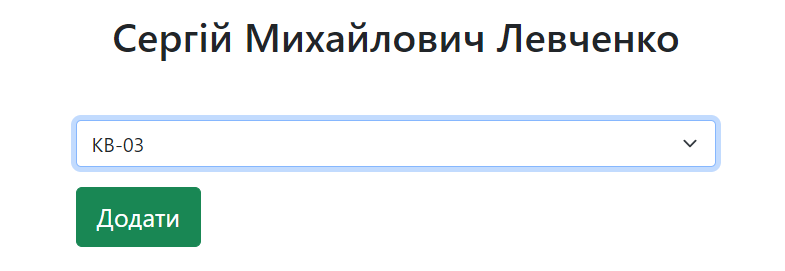 Сергій Михайлович Левченко
КВ-03
Додати